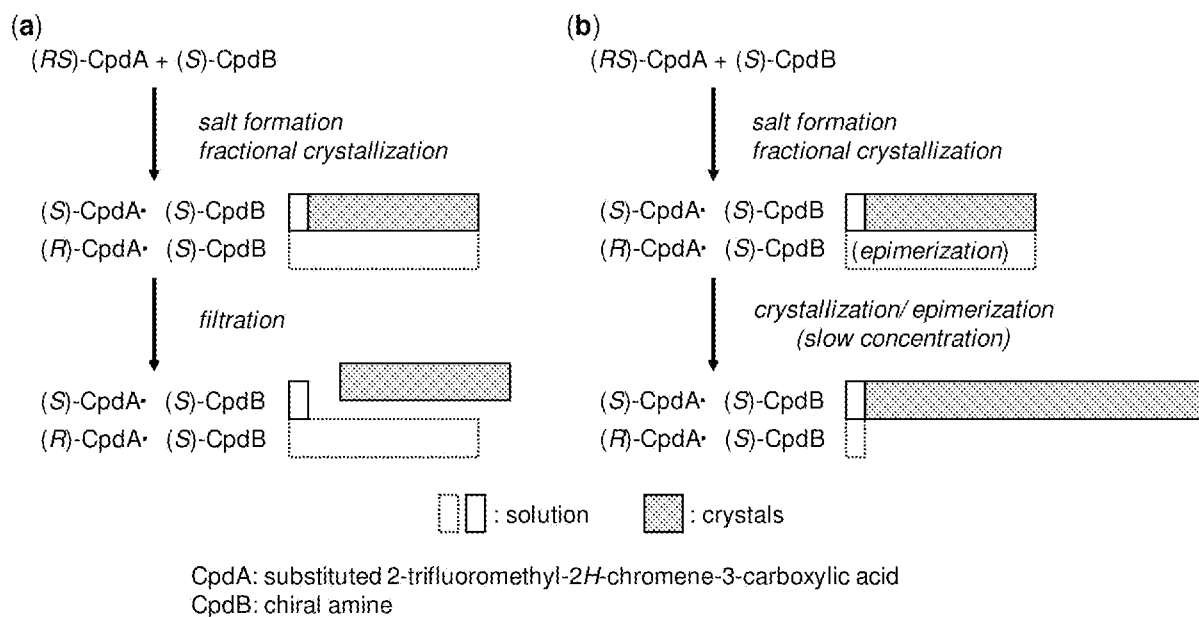 (a)
(RS)-CpdA + (S)-CpdB
salt formation
fractional crystallization
(S)-CpdA· (S)-CpdB
(R)-CpdA· (S)-CpdB
filtration
(S)-CpdA· (S)-CpdB
(R)-CpdA· (S)-CpdB
(b)
(RS)-CpdA + (S)-CpdB
salt formation
fractional crystallization
(S)-CpdA· (S)-CpdB
(R)-CpdA· (S)-CpdB (epimerization)
crystallization/ epimerization
(slow concentration)
(S)-CpdA· (S)-CpdB
(R)-CpdA· (S)-CpdB
: solution : crystals
CpdA: substituted 2-trifluoromethyl-2H-chromene-3-carboxylic acid
CpdB: chiral amine